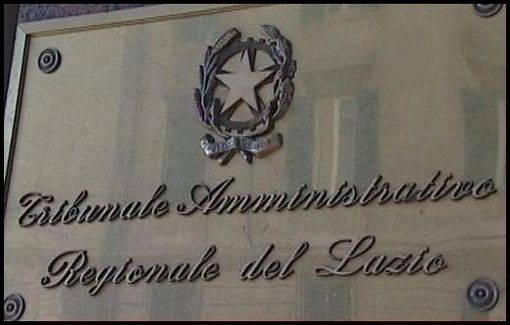 Tribunale Amministrativo
Regionale del Lazio